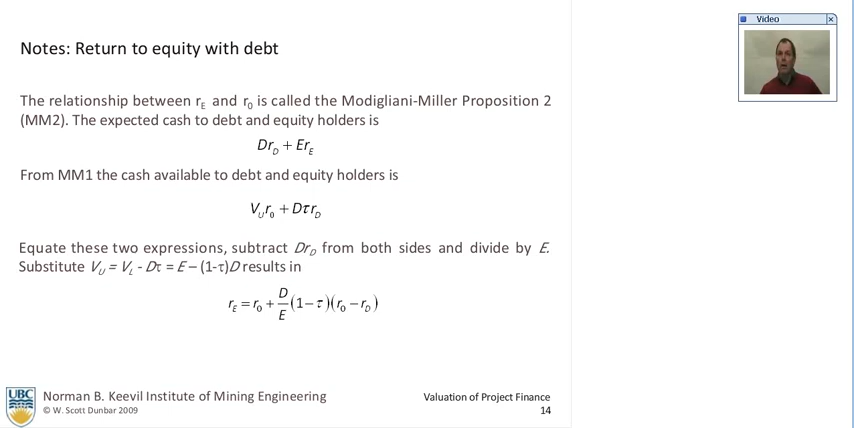 Video
Notes: Return to equity with debt
The relationship between rE and r0 is called the Modigliani-Miller Proposition 2
(MM2). The expected cash to debt and equity holders is
DrD + ErE
From MM1 the cash available to debt and equity holders is
VUr0 + DτrD
Equate these two expressions, subtract DrD from both sides and divide by E.
Substitute VU = VL - Dτ = E – (1-τ)D results in
rE = r0 + D/E (1 – τ)(r0 – rD)
UBC
Norman B. Keevil Institute of Mining Engineering
© W. Scott Dunbar 2009
Valuation of Project Finance
14